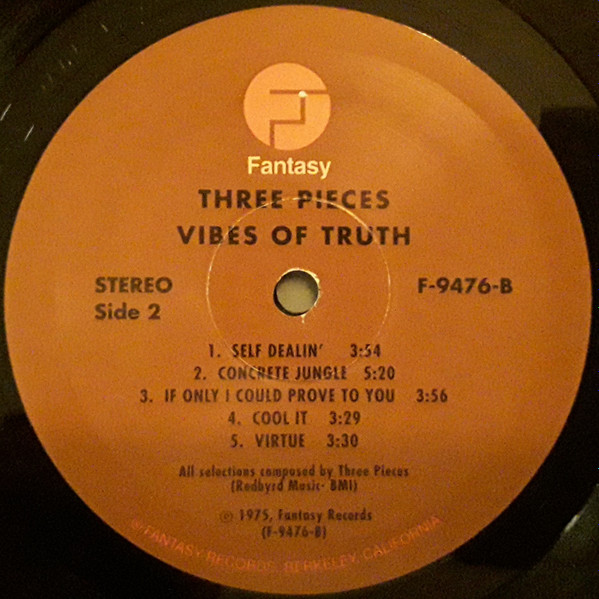 Fantasy
THREE PIECES
VIBES OF TRUTH
STEREO
Side 2
F-9476-B
1. SELF DEALIN' 3:54
2. CONCRETE JUNGLE 5:20
3. IF ONLY I COULD PROVE TO YOU 3:56
4. COOL IT 3:29
5. VIRTUE 3:30
All selections composed by Three Pieces
(Redbyrd Music- BMI)
℗ 1975, Fantasy Records
(F-9476-B)
® FANTASY RECORDS, BERKELEY, CALIFORNIA